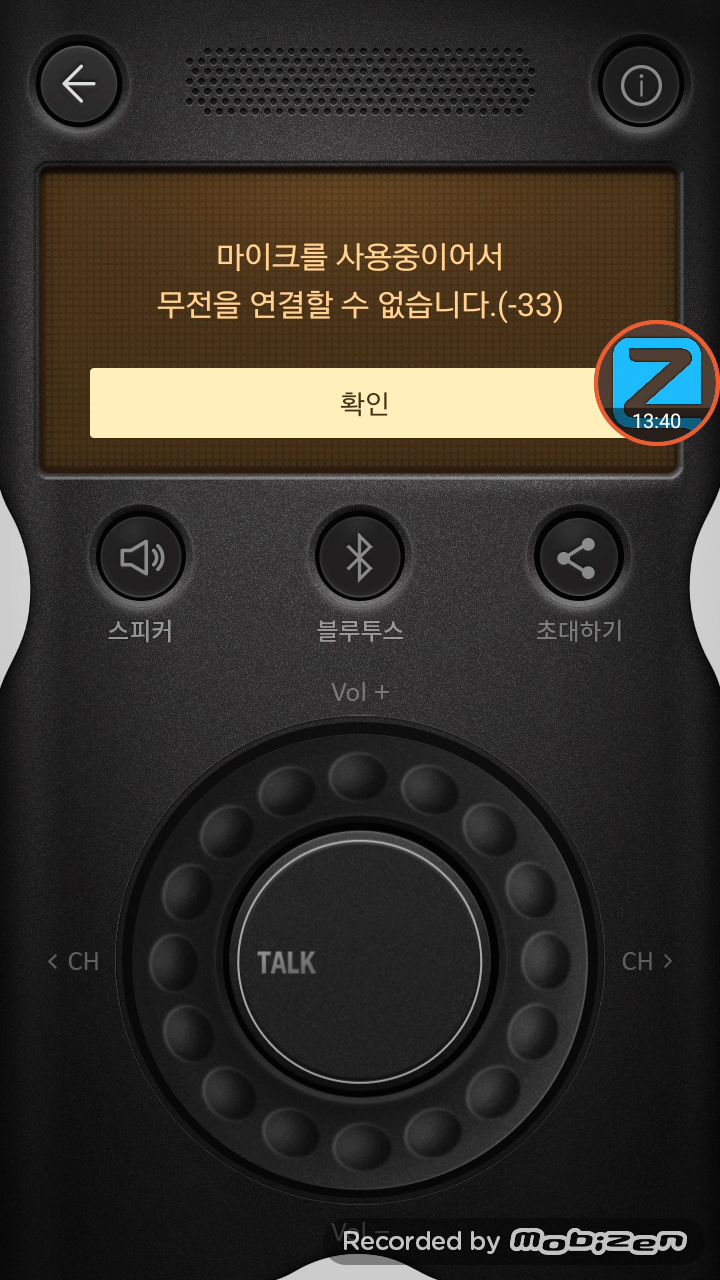 마이크를 사용중이어서
무전을 연결할 수 없습니다.(-33)
확인
13:40
스피커
블루투스
초대하기
Vol +
< CH
TALK
CH >
Vol –
Recorded by Mobizen